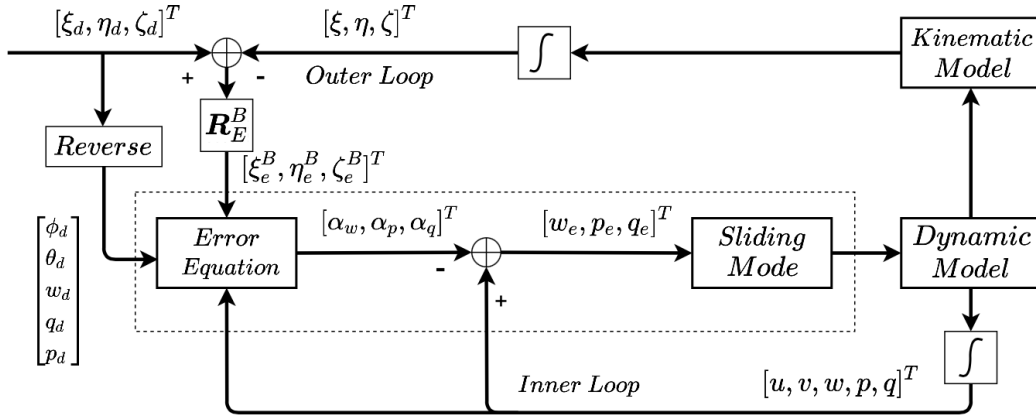 [ξ_d, η_d, ζ_d]^T
[ξ, η, ζ]^T
∫
Kinematic
Model
+
-
Outer Loop
R_E^B
Reverse
[ξ_e^B, η_e^B, ζ_e^B]^T
ϕ_d
θ_d
w_d
q_d
p_d
Error
Equation
[α_w, α_p, α_q]^T
-
+
[w_e, p_e, q_e]^T
Sliding
Mode
Dynamic
Model
∫
[u, v, w, p, q]^T
Inner Loop